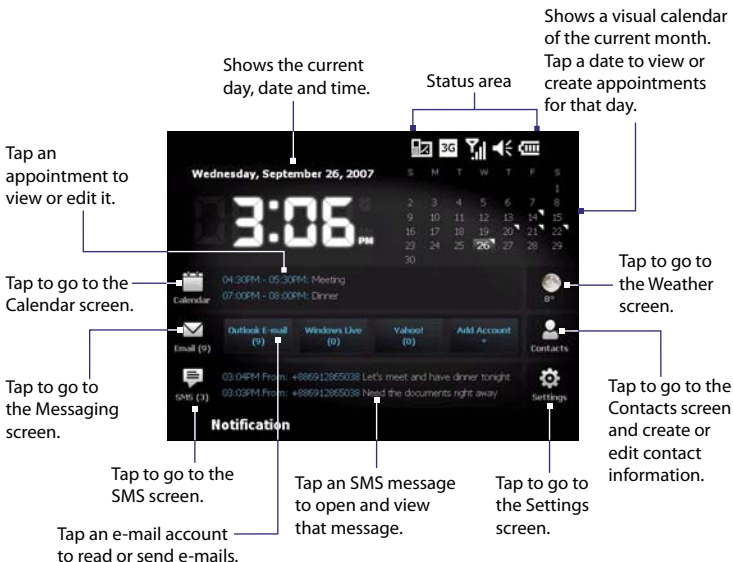 Shows a visual calendar
of the current month.
Tap a date to view or
create appointments
for that day.
Shows the current
day, date and time.
Status area
Tap an
appointment to
view or edit it.
3G
Wednesday, September 26, 2007
3:06 PM
S M T W T F S
1
2 3 4 5 6 7 8
9 10 11 12 13 14 15
16 17 18 19 20 21 22
23 24 25 26 27 28 29
30
Tap to go to the
Calendar screen.
Calendar
04:30PM - 05:30PM: Meeting
07:00PM - 08:00PM: Dinner
8°
Tap to go to
the Weather
screen.
Email (9)
Outlook E-mail
(9)
Windows Live
(0)
Yahoo!
(0)
Add Account
+
Contacts
Tap to go to
the Messaging
screen.
SMS (3)
03:04PM From: +886912865038 Let's meet and have dinner tonight
03:03PM From: +886912865038 Need the documents right away
Settings
Notification
Tap to go to the
Contacts screen
and create or
edit contact
information.
Tap to go to the
SMS screen.
Tap an SMS message
to open and view
that message.
Tap to go to
the Settings
screen.
Tap an e-mail account
to read or send e-mails.